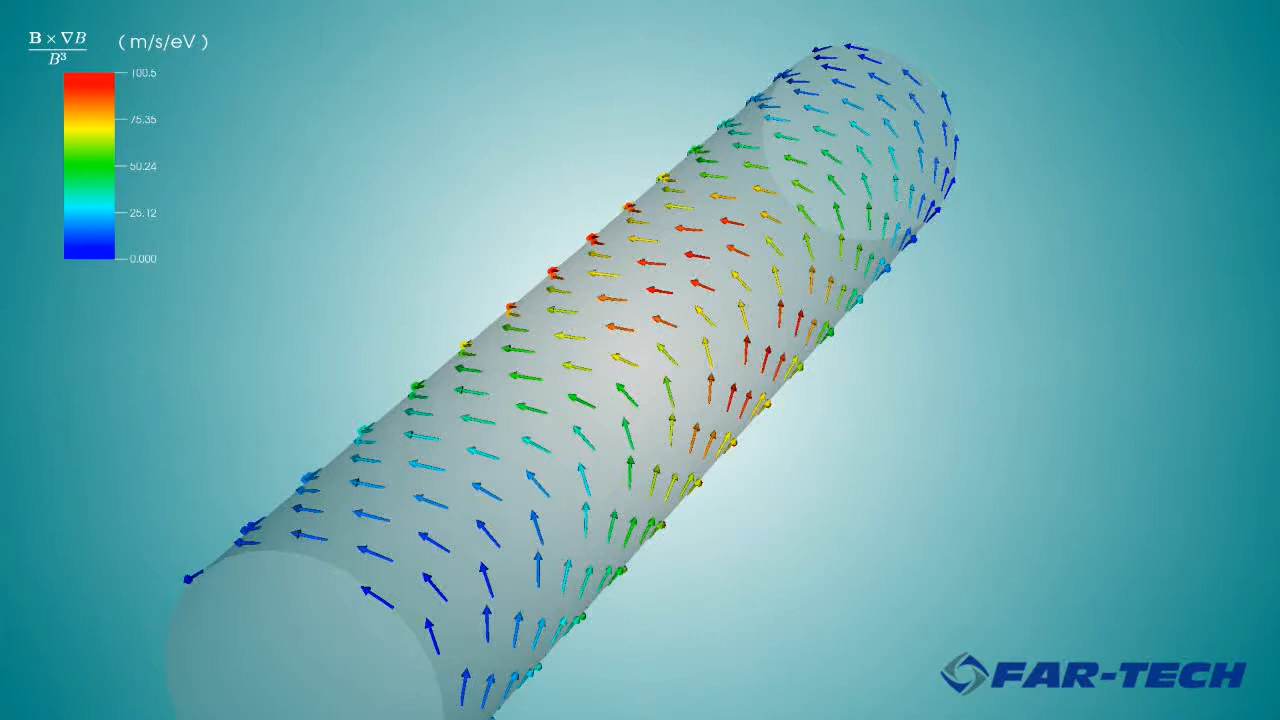 B × ∇B
B³
( m/s/eV )
100.5
75.35
50.24
25.12
0.000
FAR-TECH